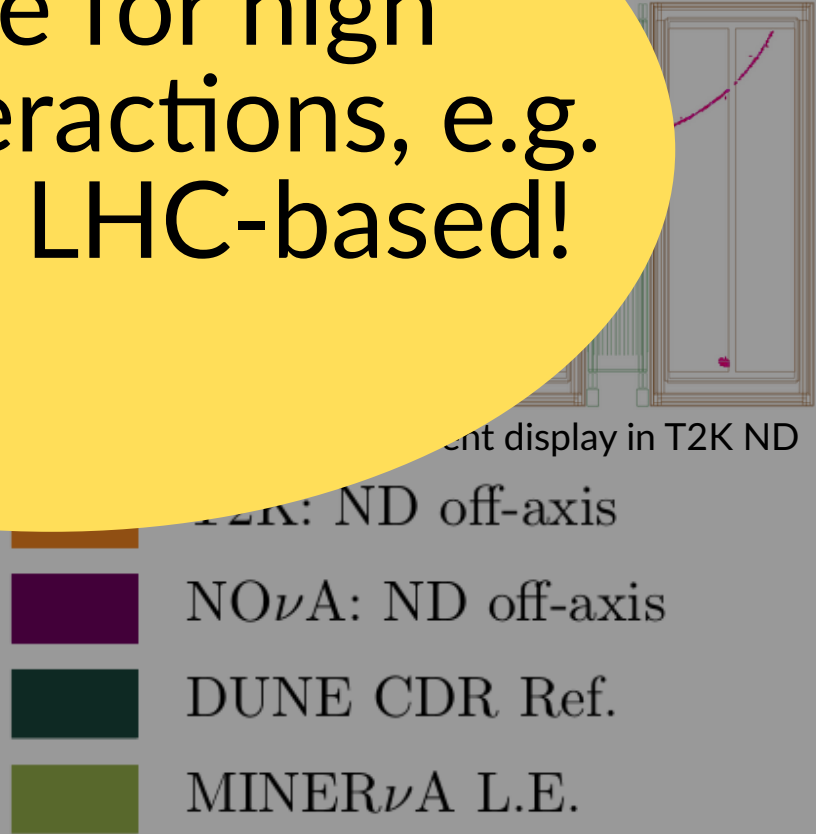 for high
eractions, e.g.
LHC-based!
ent display in T2K ND
T2K: ND off-axis
NOνA: ND off-axis
DUNE CDR Ref.
MINERνA L.E.